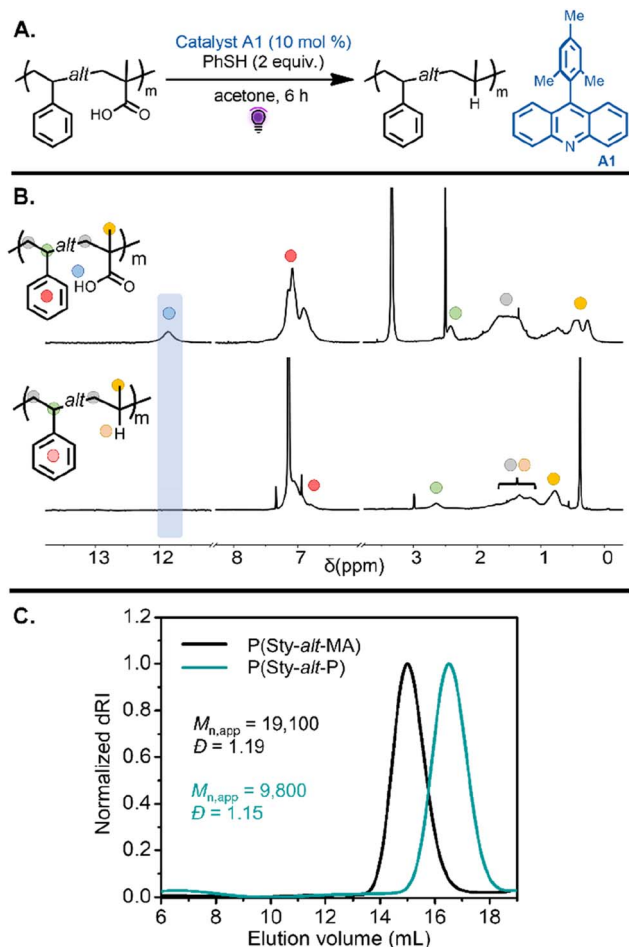 A.
alt
m
HO
O
Catalyst A1 (10 mol %)
PhSH (2 equiv.)
acetone, 6 h
alt
m
H
Me
Me
Me
N
A1
B.
alt
m
HO
O
alt
m
H
13 12 8 7 4 3 2 1 0
δ(ppm)
C.
P(Sty-alt-MA)
P(Sty-alt-P)
Mn,app = 19,100
Đ = 1.19
Mn,app = 9,800
Đ = 1.15
Normalized dRI
1.2
1.0
0.8
0.6
0.4
0.2
0.0
6 8 10 12 14 16 18
Elution volume (mL)